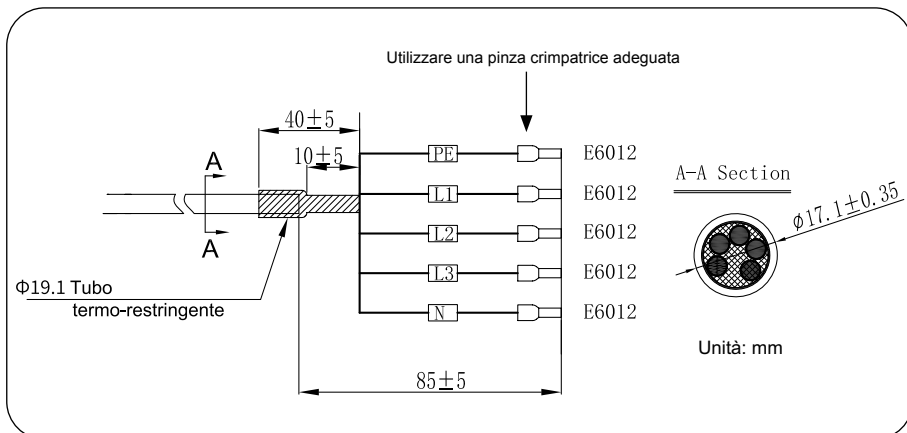 Utilizzare una pinza crimpatrice adeguata
40±5
10±5
A
A
PE
L1
L2
L3
N
E6012
E6012
E6012
E6012
E6012
A-A Section
ϕ17.1±0.35
Φ19.1 Tubo
termo-restringente
85±5
Unità: mm